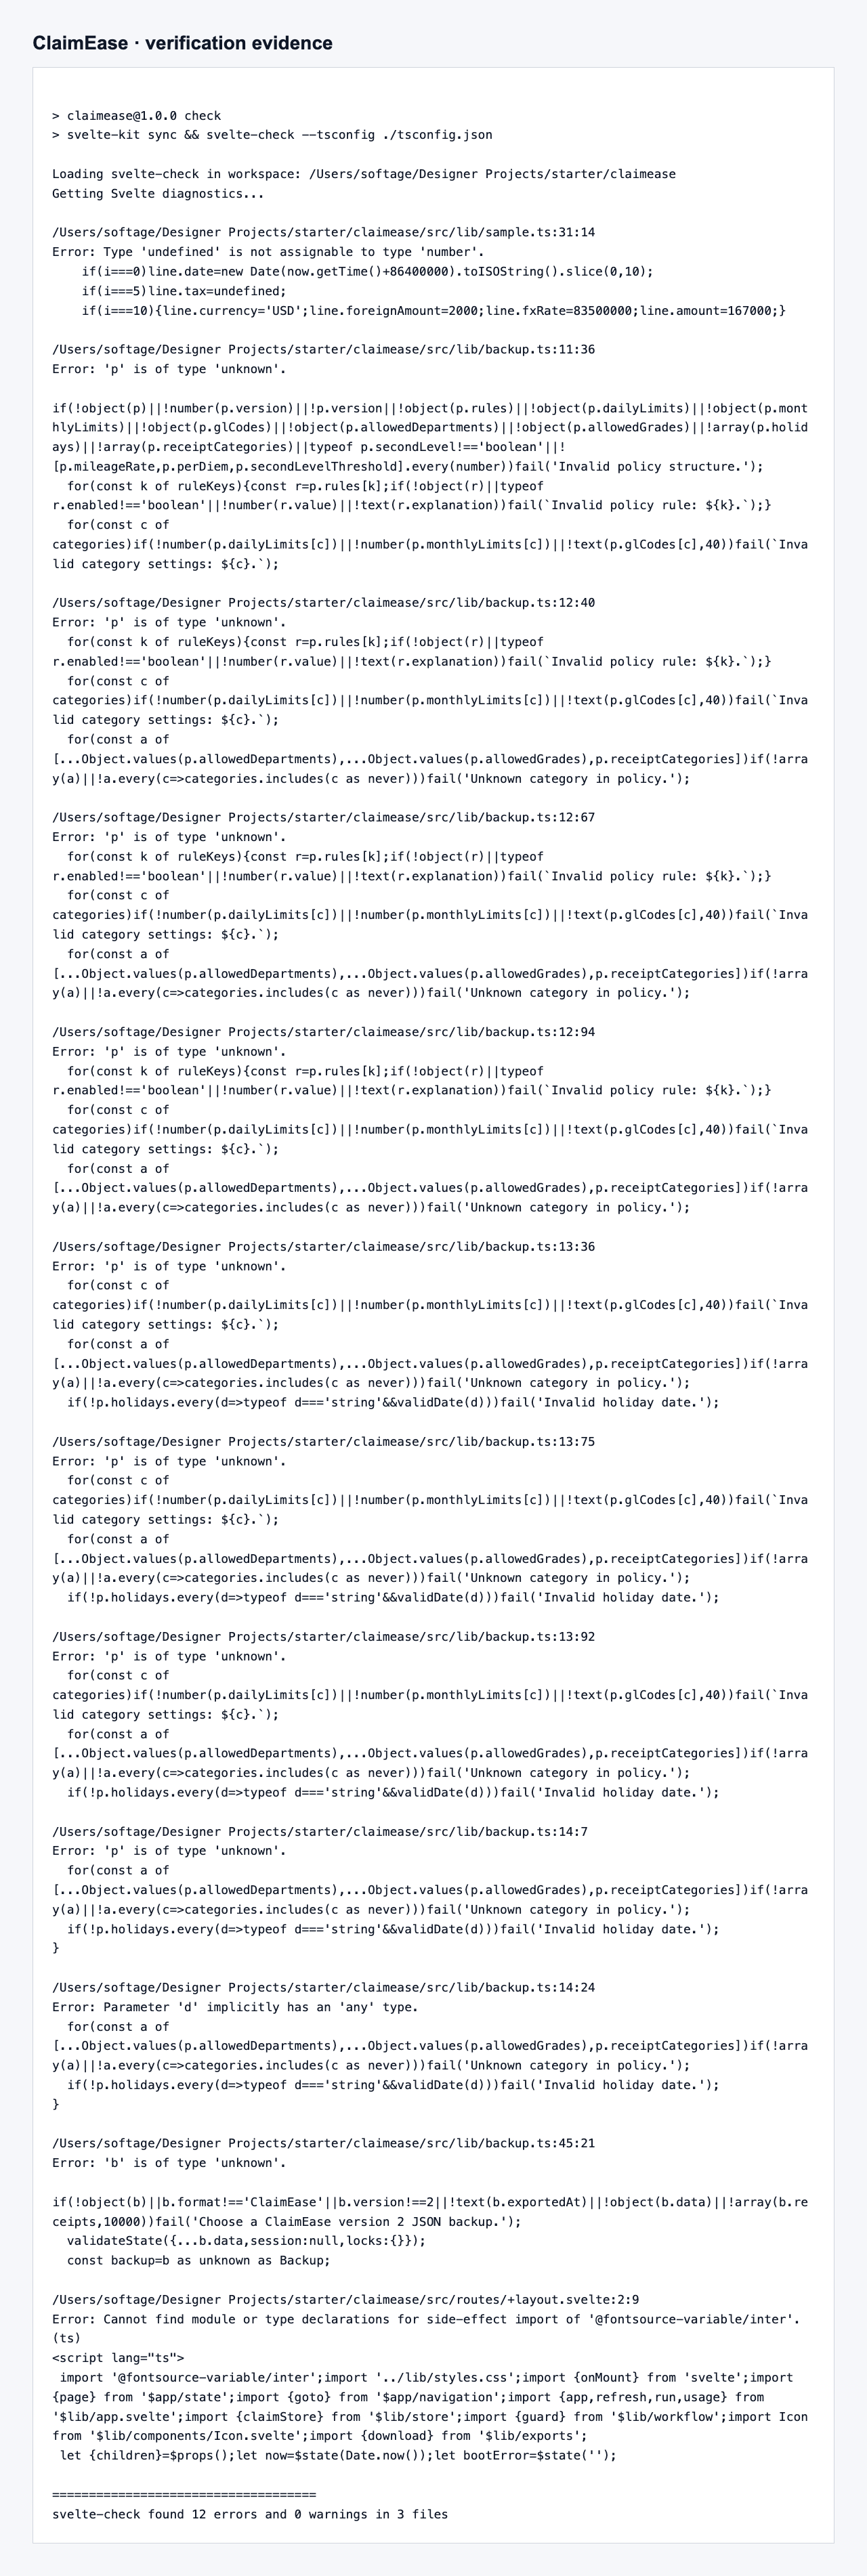 ClaimEase · verification evidence
> claimease@1.0.0 check
> svelte-kit sync && svelte-check --tsconfig ./tsconfig.json
Loading svelte-check in workspace: /Users/softage/Designer Projects/starter/claimease
Getting Svelte diagnostics...
/Users/softage/Designer Projects/starter/claimease/src/lib/sample.ts:31:14
Error: Type 'undefined' is not assignable to type 'number'.
    if(i===0)line.date=new Date(now.getTime()+86400000).toISOString().slice(0,10);
    if(i===5)line.tax=undefined;
    if(i===10){line.currency='USD';line.foreignAmount=2000;line.fxRate=83500000;line.amount=167000;}
/Users/softage/Designer Projects/starter/claimease/src/lib/backup.ts:11:36
Error: 'p' is of type 'unknown'.
if(!object(p)||!number(p.version)||!p.version||!object(p.rules)||!object(p.dailyLimits)||!object(p.mont
hlyLimits)||!object(p.glCodes)||!object(p.allowedDepartments)||!object(p.allowedGrades)||!array(p.holid
ays)||!array(p.receiptCategories)||typeof p.secondLevel!=='boolean'||!
[p.mileageRate,p.perDiem,p.secondLevelThreshold].every(number))fail('Invalid policy structure.');
  for(const k of ruleKeys){const r=p.rules[k];if(!object(r)||typeof
r.enabled!=='boolean'||!number(r.value)||!text(r.explanation))fail(`Invalid policy rule: ${k}.`);}
  for(const c of
categories)if(!number(p.dailyLimits[c])||!number(p.monthlyLimits[c])||!text(p.glCodes[c],40))fail(`Inva
lid category settings: ${c}.`);
/Users/softage/Designer Projects/starter/claimease/src/lib/backup.ts:12:40
Error: 'p' is of type 'unknown'.
  for(const k of ruleKeys){const r=p.rules[k];if(!object(r)||typeof
r.enabled!=='boolean'||!number(r.value)||!text(r.explanation))fail(`Invalid policy rule: ${k}.`);}
  for(const c of
categories)if(!number(p.dailyLimits[c])||!number(p.monthlyLimits[c])||!text(p.glCodes[c],40))fail(`Inva
lid category settings: ${c}.`);
  for(const a of
[...Object.values(p.allowedDepartments),...Object.values(p.allowedGrades),p.receiptCategories])if(!arra
y(a)||!a.every(c=>categories.includes(c as never)))fail('Unknown category in policy.');
/Users/softage/Designer Projects/starter/claimease/src/lib/backup.ts:12:67
Error: 'p' is of type 'unknown'.
  for(const k of ruleKeys){const r=p.rules[k];if(!object(r)||typeof
r.enabled!=='boolean'||!number(r.value)||!text(r.explanation))fail(`Invalid policy rule: ${k}.`);}
  for(const c of
categories)if(!number(p.dailyLimits[c])||!number(p.monthlyLimits[c])||!text(p.glCodes[c],40))fail(`Inva
lid category settings: ${c}.`);
  for(const a of
[...Object.values(p.allowedDepartments),...Object.values(p.allowedGrades),p.receiptCategories])if(!arra
y(a)||!a.every(c=>categories.includes(c as never)))fail('Unknown category in policy.');
/Users/softage/Designer Projects/starter/claimease/src/lib/backup.ts:12:94
Error: 'p' is of type 'unknown'.
  for(const k of ruleKeys){const r=p.rules[k];if(!object(r)||typeof
r.enabled!=='boolean'||!number(r.value)||!text(r.explanation))fail(`Invalid policy rule: ${k}.`);}
  for(const c of
categories)if(!number(p.dailyLimits[c])||!number(p.monthlyLimits[c])||!text(p.glCodes[c],40))fail(`Inva
lid category settings: ${c}.`);
  for(const a of
[...Object.values(p.allowedDepartments),...Object.values(p.allowedGrades),p.receiptCategories])if(!arra
y(a)||!a.every(c=>categories.includes(c as never)))fail('Unknown category in policy.');
/Users/softage/Designer Projects/starter/claimease/src/lib/backup.ts:13:36
Error: 'p' is of type 'unknown'.
  for(const c of
categories)if(!number(p.dailyLimits[c])||!number(p.monthlyLimits[c])||!text(p.glCodes[c],40))fail(`Inva
lid category settings: ${c}.`);
  for(const a of
[...Object.values(p.allowedDepartments),...Object.values(p.allowedGrades),p.receiptCategories])if(!arra
y(a)||!a.every(c=>categories.includes(c as never)))fail('Unknown category in policy.');
  if(!p.holidays.every(d=>typeof d==='string'&&validDate(d)))fail('Invalid holiday date.');
/Users/softage/Designer Projects/starter/claimease/src/lib/backup.ts:13:75
Error: 'p' is of type 'unknown'.
  for(const c of
categories)if(!number(p.dailyLimits[c])||!number(p.monthlyLimits[c])||!text(p.glCodes[c],40))fail(`Inva
lid category settings: ${c}.`);
  for(const a of
[...Object.values(p.allowedDepartments),...Object.values(p.allowedGrades),p.receiptCategories])if(!arra
y(a)||!a.every(c=>categories.includes(c as never)))fail('Unknown category in policy.');
  if(!p.holidays.every(d=>typeof d==='string'&&validDate(d)))fail('Invalid holiday date.');
/Users/softage/Designer Projects/starter/claimease/src/lib/backup.ts:13:92
Error: 'p' is of type 'unknown'.
  for(const c of
categories)if(!number(p.dailyLimits[c])||!number(p.monthlyLimits[c])||!text(p.glCodes[c],40))fail(`Inva
lid category settings: ${c}.`);
  for(const a of
[...Object.values(p.allowedDepartments),...Object.values(p.allowedGrades),p.receiptCategories])if(!arra
y(a)||!a.every(c=>categories.includes(c as never)))fail('Unknown category in policy.');
  if(!p.holidays.every(d=>typeof d==='string'&&validDate(d)))fail('Invalid holiday date.');
/Users/softage/Designer Projects/starter/claimease/src/lib/backup.ts:14:7
Error: 'p' is of type 'unknown'.
  for(const a of
[...Object.values(p.allowedDepartments),...Object.values(p.allowedGrades),p.receiptCategories])if(!arra
y(a)||!a.every(c=>categories.includes(c as never)))fail('Unknown category in policy.');
  if(!p.holidays.every(d=>typeof d==='string'&&validDate(d)))fail('Invalid holiday date.');
}
/Users/softage/Designer Projects/starter/claimease/src/lib/backup.ts:14:24
Error: Parameter 'd' implicitly has an 'any' type.
  for(const a of
[...Object.values(p.allowedDepartments),...Object.values(p.allowedGrades),p.receiptCategories])if(!arra
y(a)||!a.every(c=>categories.includes(c as never)))fail('Unknown category in policy.');
  if(!p.holidays.every(d=>typeof d==='string'&&validDate(d)))fail('Invalid holiday date.');
}
/Users/softage/Designer Projects/starter/claimease/src/lib/backup.ts:45:21
Error: 'b' is of type 'unknown'.
if(!object(b)||b.format!=='ClaimEase'||b.version!==2||!text(b.exportedAt)||!object(b.data)||!array(b.re
ceipts,10000))fail('Choose a ClaimEase version 2 JSON backup.');
  validateState({...b.data,session:null,locks:{}});
  const backup=b as unknown as Backup;
/Users/softage/Designer Projects/starter/claimease/src/routes/+layout.svelte:2:9
Error: Cannot find module or type declarations for side-effect import of '@fontsource-variable/inter'.
(ts)
<script lang="ts">
 import '@fontsource-variable/inter';import '../lib/styles.css';import {onMount} from 'svelte';import
{page} from '$app/state';import {goto} from '$app/navigation';import {app,refresh,run,usage} from
'$lib/app.svelte';import {claimStore} from '$lib/store';import {guard} from '$lib/workflow';import Icon
from '$lib/components/Icon.svelte';import {download} from '$lib/exports';
 let {children}=$props();let now=$state(Date.now());let bootError=$state('');
====================================
svelte-check found 12 errors and 0 warnings in 3 files